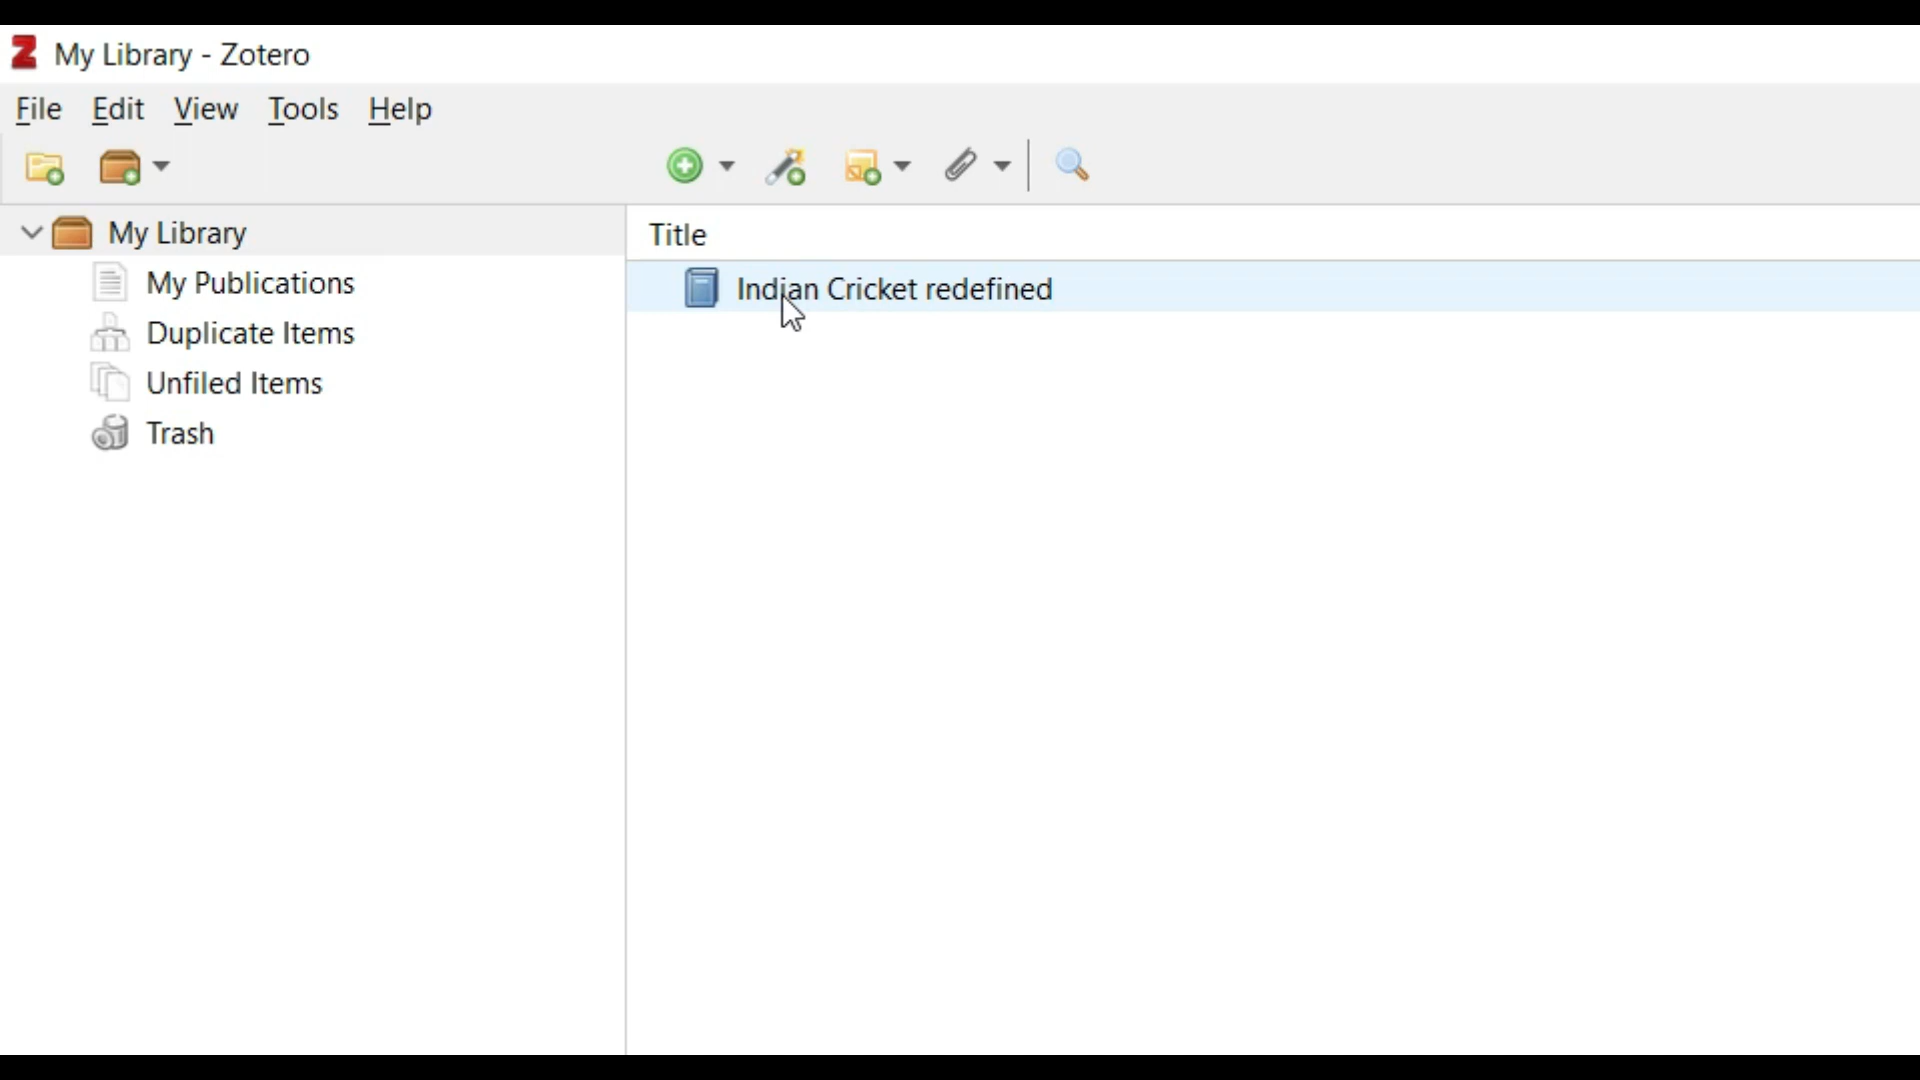 My Library - Zotero
File Edit View Tools Help
My Library
My Publications
Duplicate Items
Unfiled Items
Trash
Title
Indian Cricket redefined